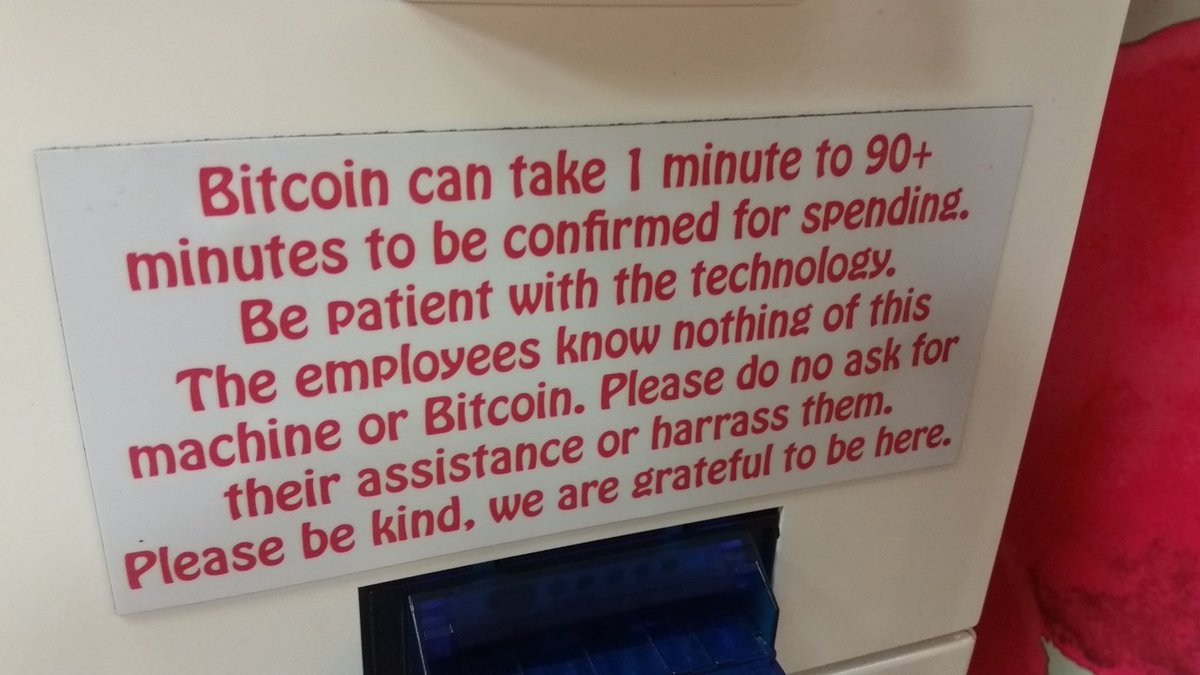 Bitcoin can take 1 minute to 90+
minutes to be confirmed for spending.
Be patient with the technology.
The employees know nothing of this
machine or Bitcoin. Please do no ask for
their assistance or harrass them.
Please be kind, we are grateful to be here.